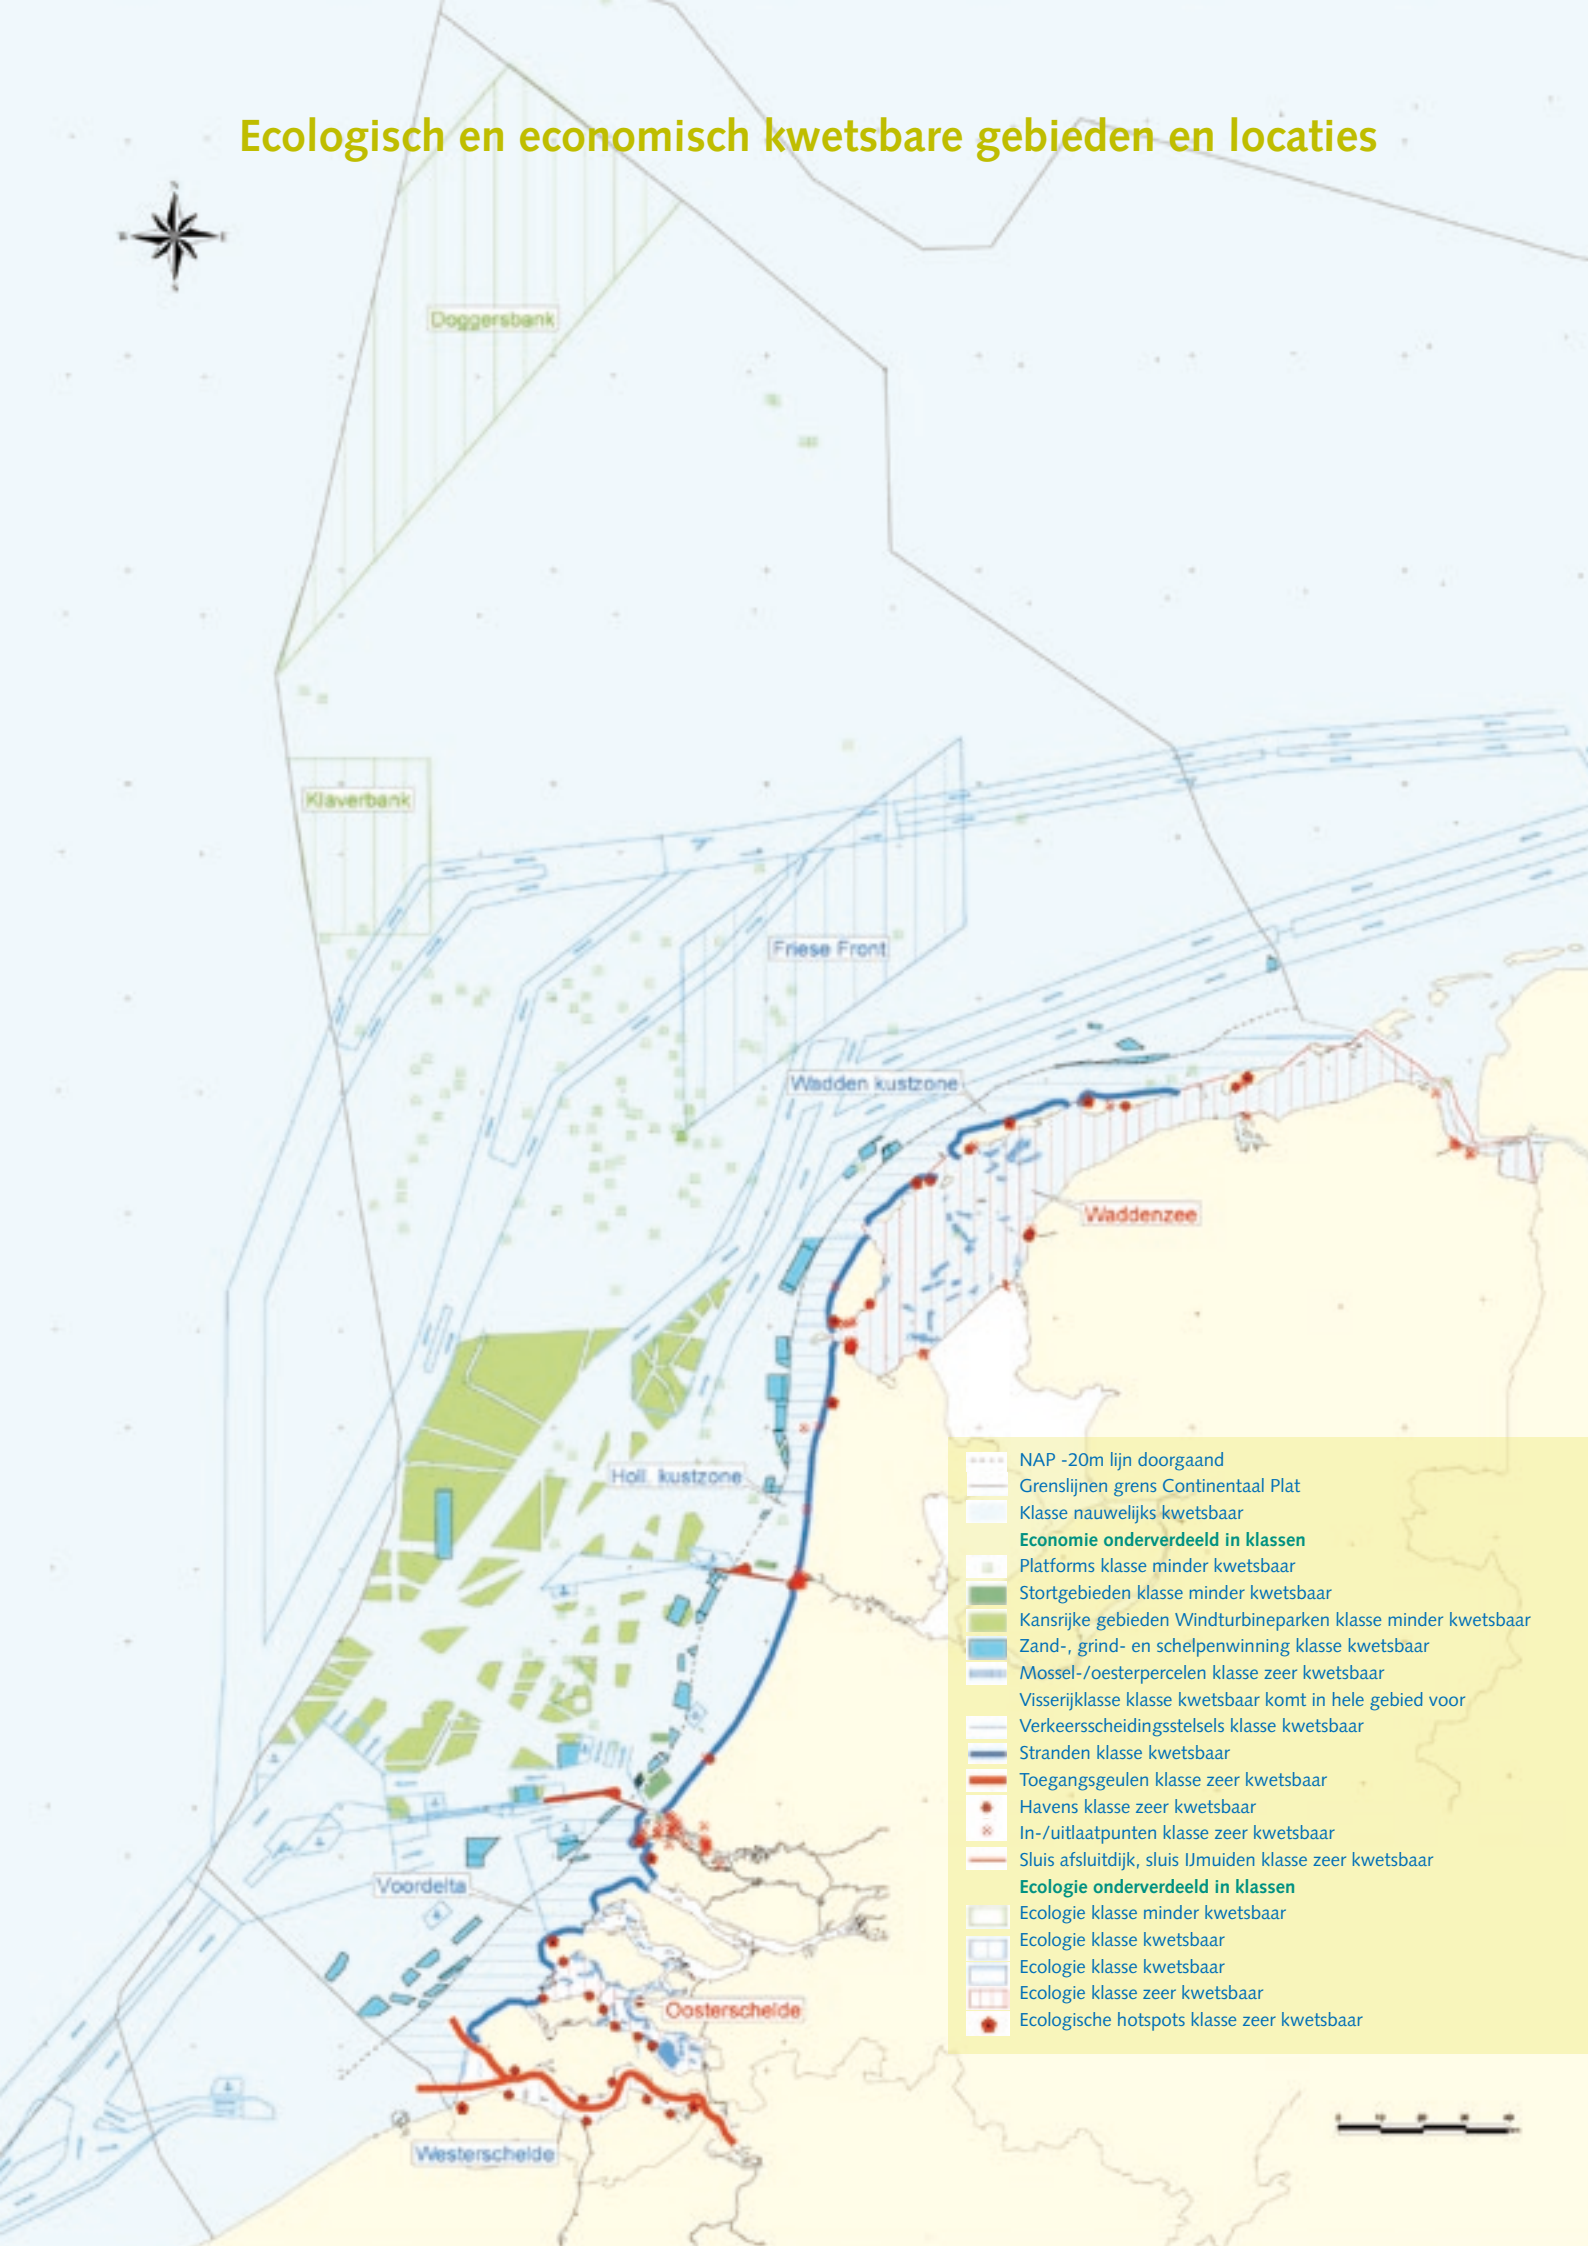 Ecologisch en economisch kwetsbare gebieden en locaties
N
W
E
S
Doggersbank
Klaverbank
Friese Front
Wadden kustzone
Waddenzee
Holl. kustzone
Voordelta
Oosterschelde
Westerschelde
NAP -20m lijn doorgaand
Grenslijnen grens Continentaal Plat
Klasse nauwelijks kwetsbaar
Economie onderverdeeld in klassen
Platforms klasse minder kwetsbaar
Stortgebieden klasse minder kwetsbaar
Kansrijke gebieden Windturbineparken klasse minder kwetsbaar
Zand-, grind- en schelpenwinning klasse kwetsbaar
Mossel-/oesterpercelen klasse zeer kwetsbaar
Visserijklasse klasse kwetsbaar komt in hele gebied voor
Verkeersscheidingsstelsels klasse kwetsbaar
Stranden klasse kwetsbaar
Toegangsgeulen klasse zeer kwetsbaar
Havens klasse zeer kwetsbaar
In-/uitlaatpunten klasse zeer kwetsbaar
Sluis afsluitdijk, sluis IJmuiden klasse zeer kwetsbaar
Ecologie onderverdeeld in klassen
Ecologie klasse minder kwetsbaar
Ecologie klasse kwetsbaar
Ecologie klasse kwetsbaar
Ecologie klasse zeer kwetsbaar
Ecologische hotspots klasse zeer kwetsbaar
0 10 20 30 40